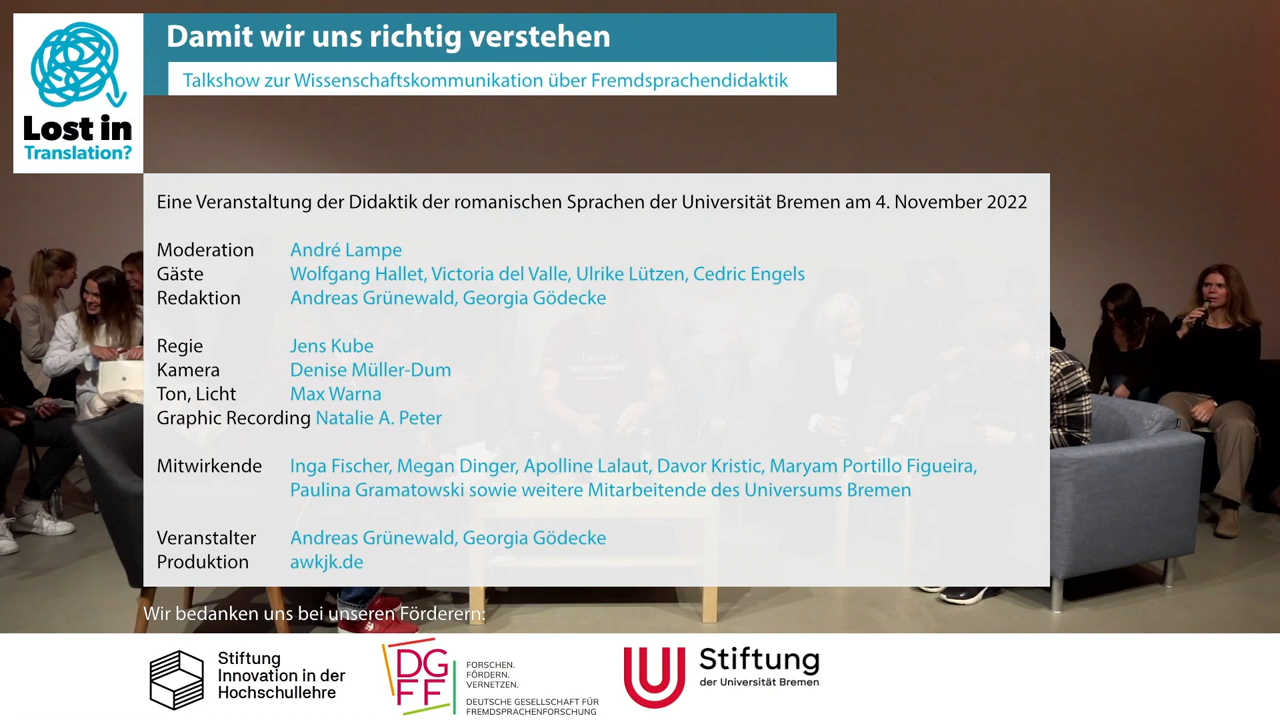 Damit wir uns richtig verstehen
Talkshow zur Wissenschaftskommunikation über Fremdsprachendidaktik
Lost in
Translation?
Eine Veranstaltung der Didaktik der romanischen Sprachen der Universität Bremen am 4. November 2022
Moderation André Lampe
Gäste Wolfgang Hallet, Victoria del Valle, Ulrike Lützen, Cedric Engels
Redaktion Andreas Grünewald, Georgia Gödecke
Regie Jens Kube
Kamera Denise Müller-Dum
Ton, Licht Max Warna
Graphic Recording Natalie A. Peter
Mitwirkende Inga Fischer, Megan Dinger, Apolline Lalaut, Davor Kristic, Maryam Portillo Figueira,
Paulina Gramatowski sowie weitere Mitarbeitende des Universums Bremen
Veranstalter Andreas Grünewald, Georgia Gödecke
Produktion awkjk.de
Wir bedanken uns bei unseren Förderern:
Stiftung
Innovation in der
Hochschullehre
DG
FF
FORSCHEN.
FÖRDERN.
VERNETZEN.
DEUTSCHE GESELLSCHAFT FÜR
FREMDSPRACHENFORSCHUNG
Stiftung
der Universität Bremen